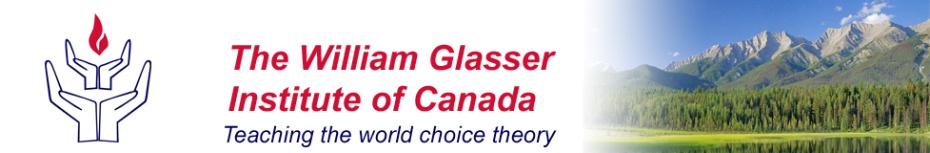 The William Glasser
Institute of Canada
Teaching the world choice theory